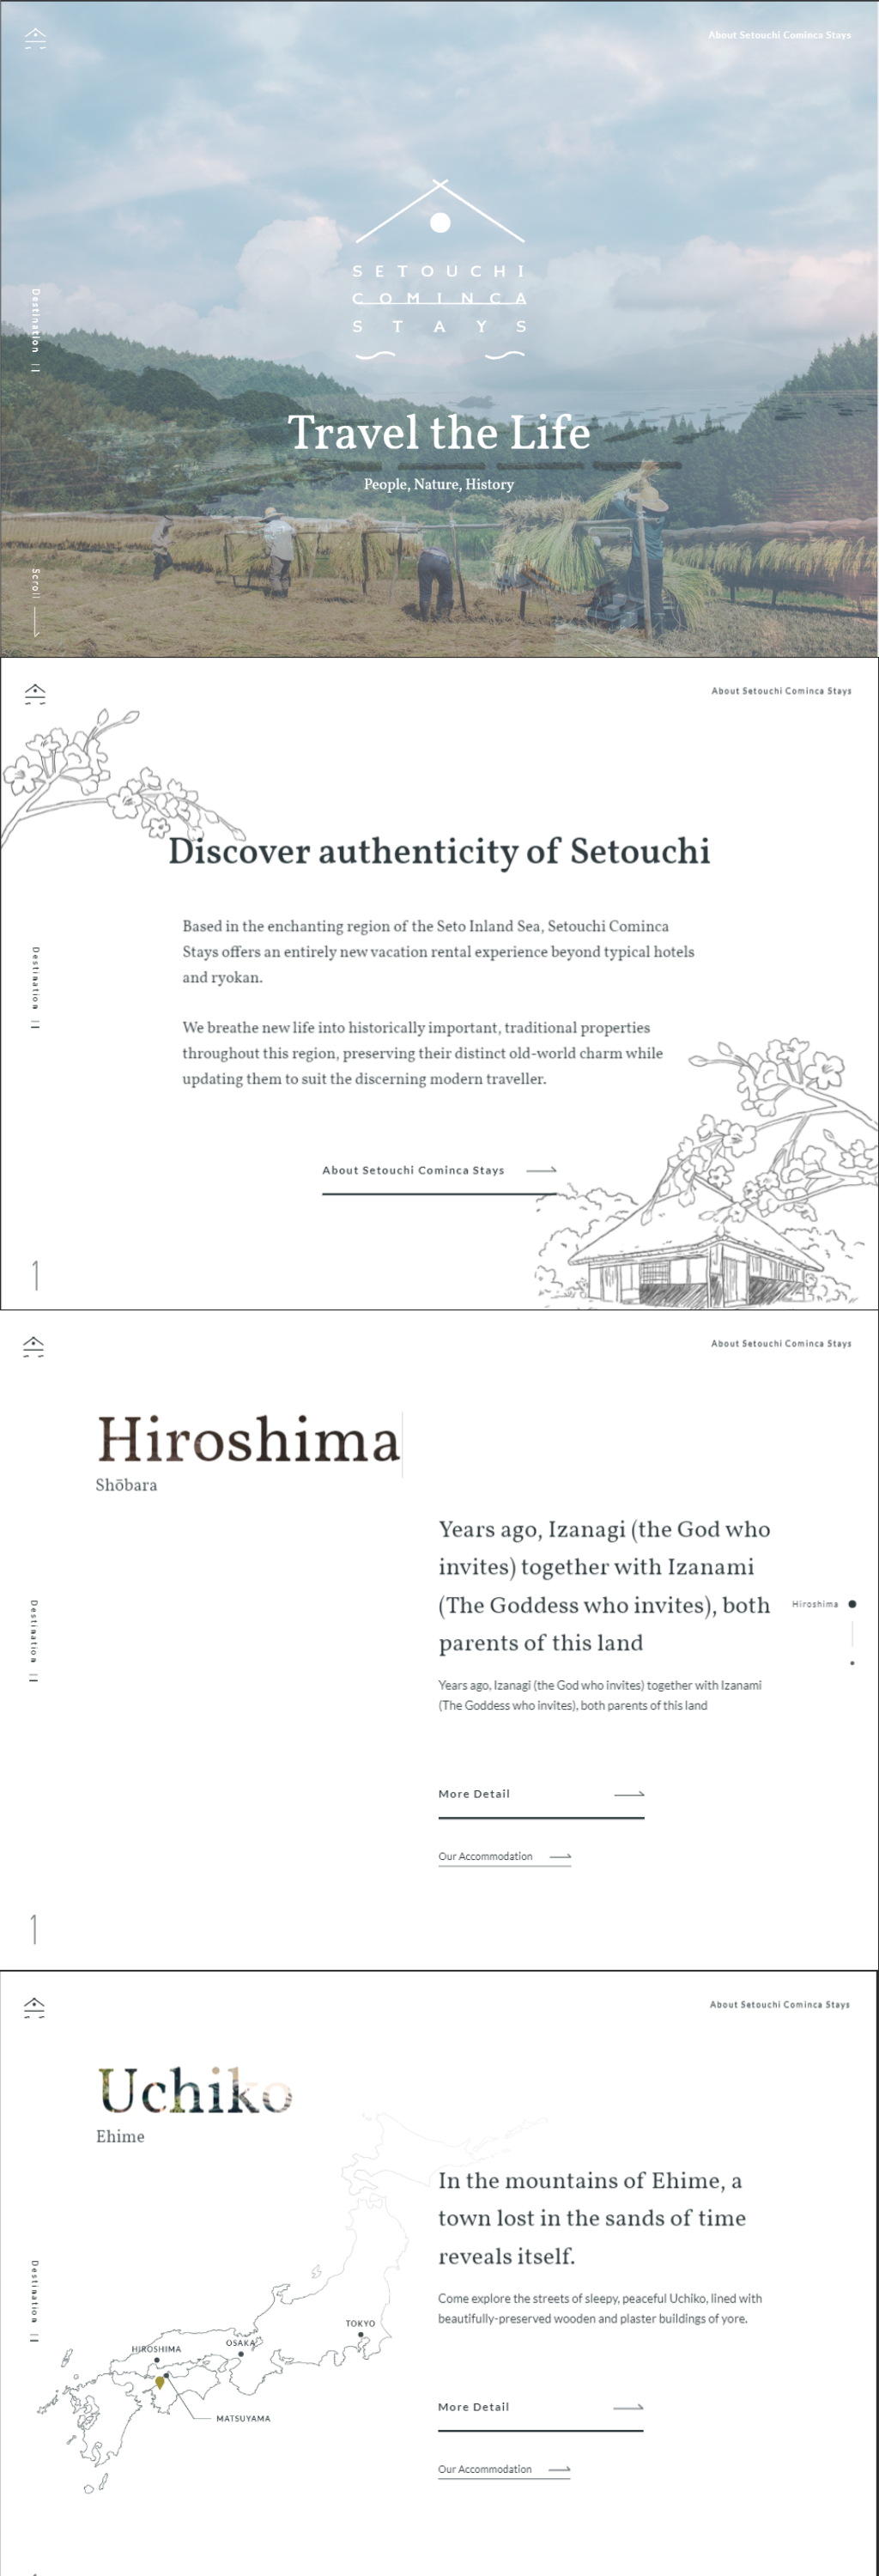 About Setouchi Cominca Stays
SETOUCHI
COMINCA
STAYS
Destination
Travel the Life
People, Nature, History
Scroll
About Setouchi Cominca Stays
Discover authenticity of Setouchi
Based in the enchanting region of the Seto Inland Sea, Setouchi Cominca
Stays offers an entirely new vacation rental experience beyond typical hotels
and ryokan.
Destination
We breathe new life into historically important, traditional properties
throughout this region, preserving their distinct old-world charm while
updating them to suit the discerning modern traveller.
About Setouchi Cominca Stays
1
About Setouchi Cominca Stays
Hiroshima
Shōbara
Years ago, Izanagi (the God who
invites) together with Izanami
(The Goddess who invites), both
parents of this land
Hiroshima
Destination
Years ago, Izanagi (the God who invites) together with Izanami
(The Goddess who invites), both parents of this land
More Detail
Our Accommodation
1
About Setouchi Cominca Stays
Uchiko
Ehime
In the mountains of Ehime, a
town lost in the sands of time
reveals itself.
Destination
Come explore the streets of sleepy, peaceful Uchiko, lined with
beautifully-preserved wooden and plaster buildings of yore.
TOKYO
OSAKA
HIROSHIMA
MATSUYAMA
More Detail
Our Accommodation